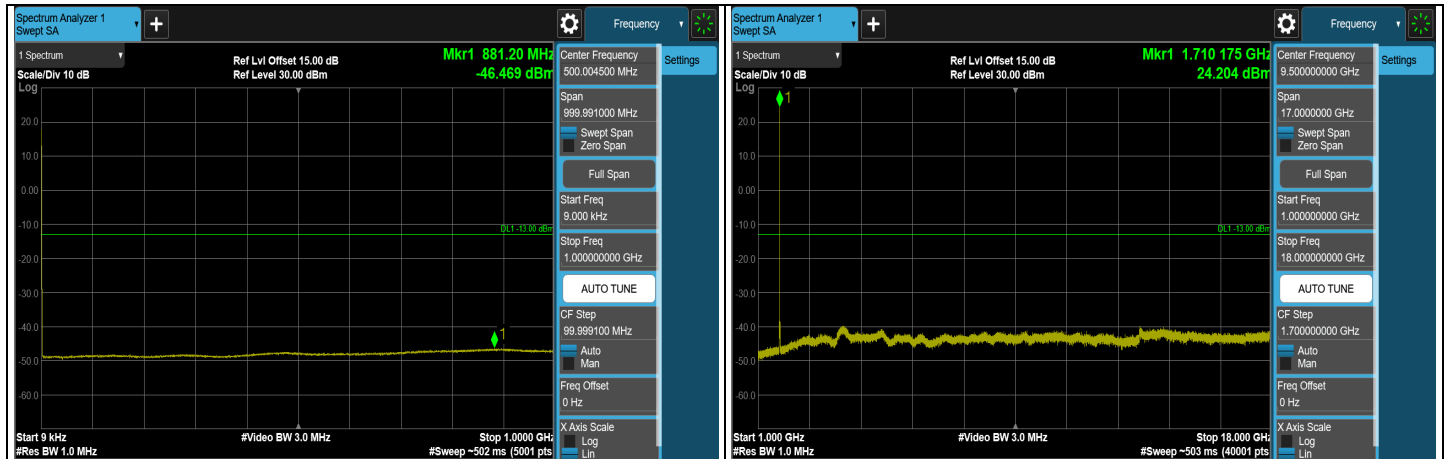 Spectrum Analyzer 1
Swept SA
+
Frequency
1 Spectrum
Scale/Div 10 dB
Log
Ref Lvl Offset 15.00 dB
Ref Level 30.00 dBm
Mkr1 881.20 MHz
-46.469 dBm
20.0
10.0
0.00
-10.0
-20.0
-30.0
-40.0
-50.0
-60.0
DL1 -13.00 dBm
1
Start 9 kHz
#Res BW 1.0 MHz
#Video BW 3.0 MHz
Stop 1.0000 GHz
#Sweep ~502 ms (5001 pts
Center Frequency
500.004500 MHz
Settings
Span
999.991000 MHz
Swept Span
Zero Span
Full Span
Start Freq
9.000 kHz
Stop Freq
1.000000000 GHz
AUTO TUNE
CF Step
99.999100 MHz
Auto
Man
Freq Offset
0 Hz
X Axis Scale
Log
Lin
Spectrum Analyzer 1
Swept SA
+
Frequency
1 Spectrum
Scale/Div 10 dB
Log
Ref Lvl Offset 15.00 dB
Ref Level 30.00 dBm
Mkr1 1.710 175 GHz
24.204 dBm
1
20.0
10.0
0.00
-10.0
-20.0
-30.0
-40.0
-50.0
-60.0
DL1 -13.00 dBm
Start 1.000 GHz
#Res BW 1.0 MHz
#Video BW 3.0 MHz
Stop 18.000 GHz
#Sweep ~503 ms (40001 pts
Center Frequency
9.500000000 GHz
Settings
Span
17.0000000 GHz
Swept Span
Zero Span
Full Span
Start Freq
1.000000000 GHz
Stop Freq
18.000000000 GHz
AUTO TUNE
CF Step
1.700000000 GHz
Auto
Man
Freq Offset
0 Hz
X Axis Scale
Log
Lin